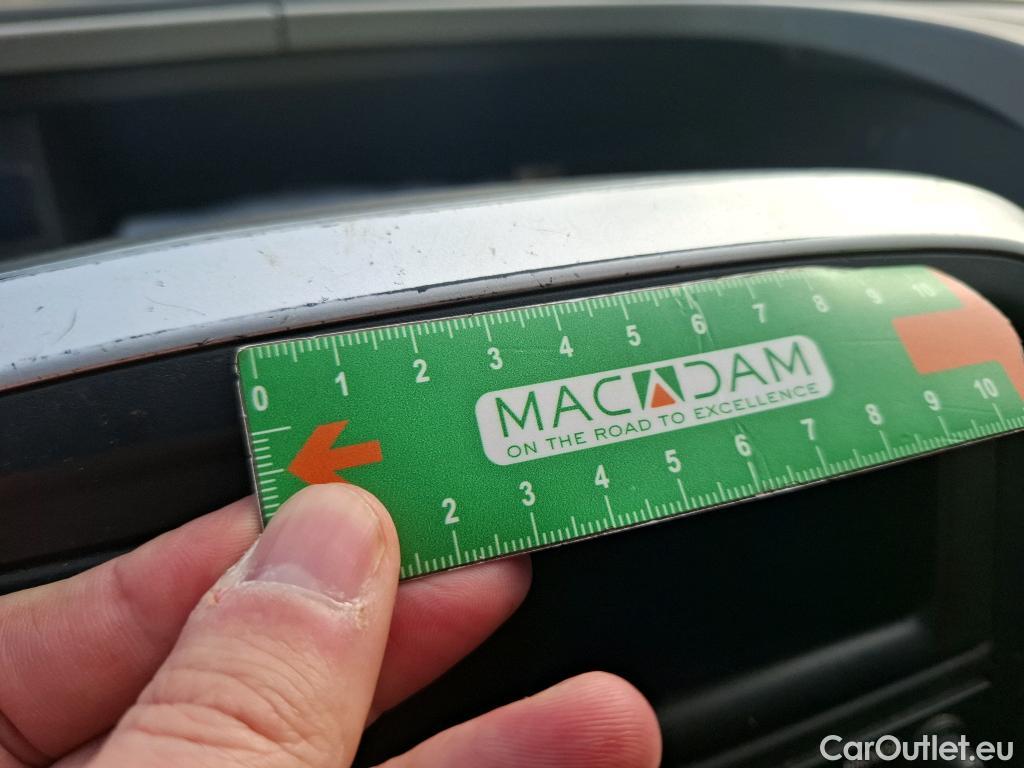 0 1 2 3 4 5 6 7 8 9 10
MACADAM
ON THE ROAD TO EXCELLENCE
2 3 4 5 6 7 8 9 10
CarOutlet.eu